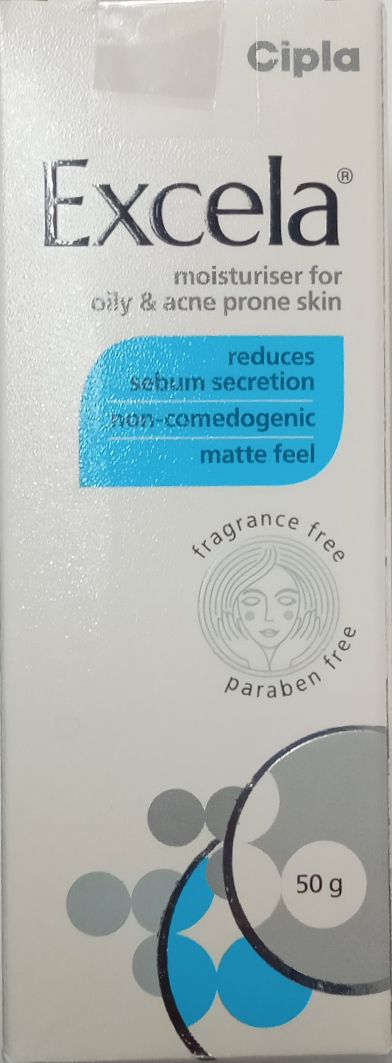 Cipla
Excela®
moisturiser for
oily & acne prone skin
reduces
sebum secretion
non-comedogenic
matte feel
fragrance free
paraben free
50 g